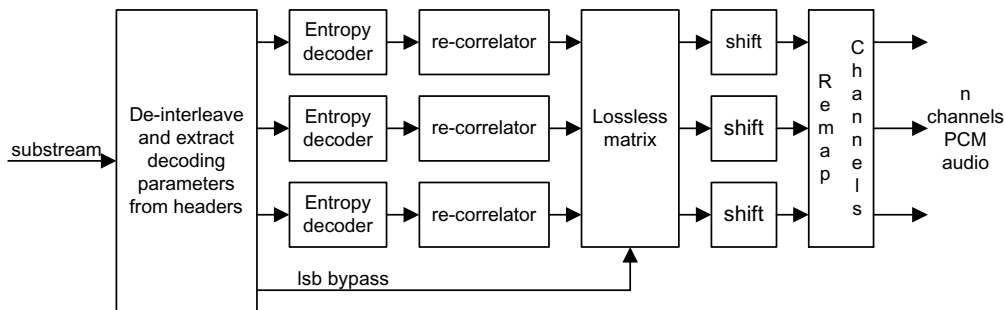 substream
De-interleave
and extract
decoding
parameters
from headers
Entropy
decoder
re-correlator
Entropy
decoder
re-correlator
Entropy
decoder
re-correlator
lsb bypass
Lossless
matrix
shift
shift
shift
Remap
Channels
n
channels
PCM
audio